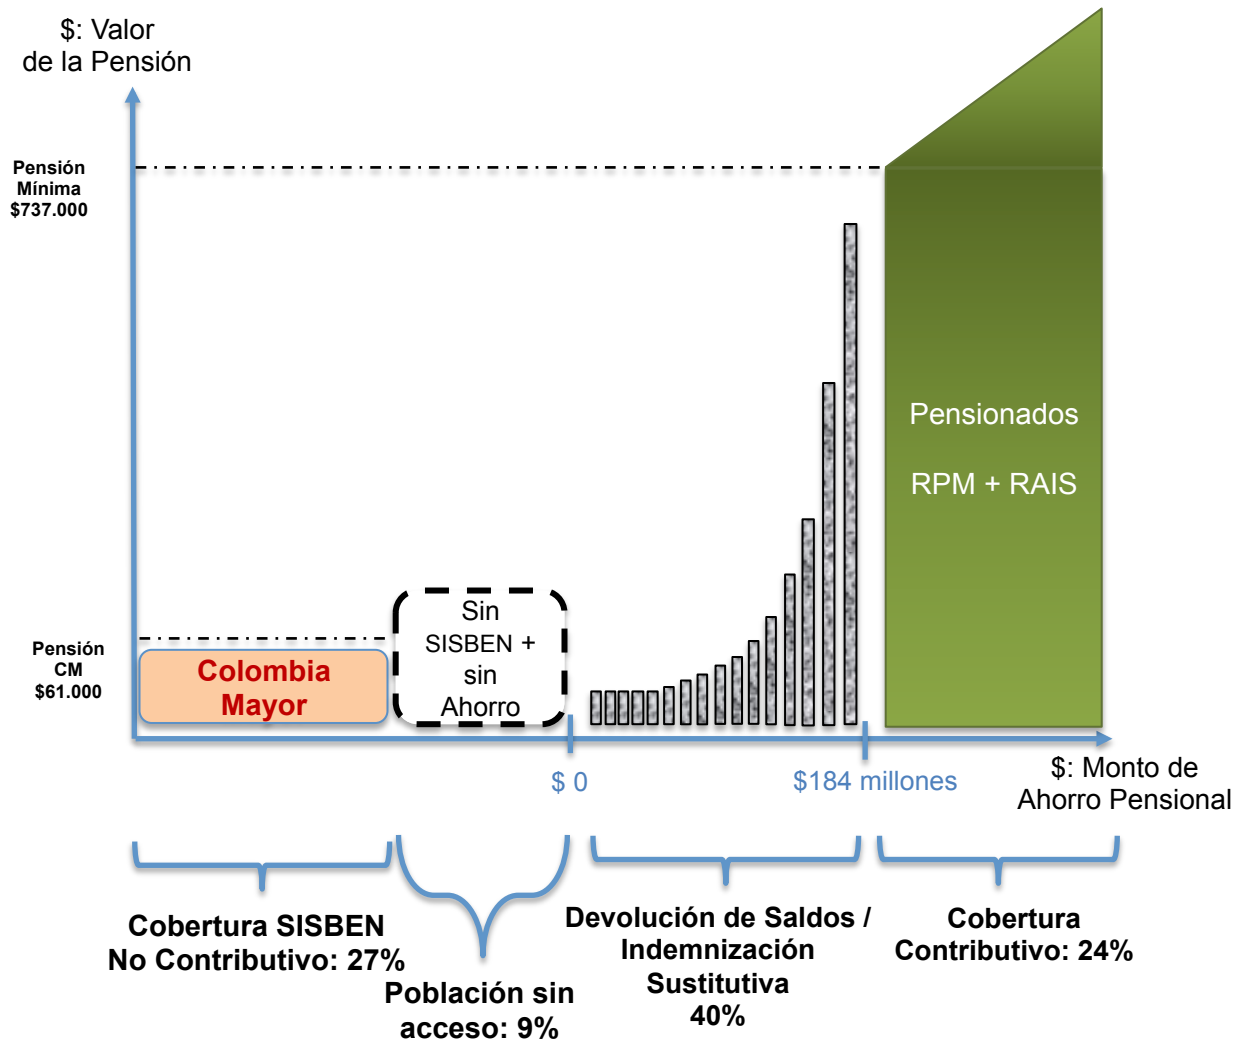 $: Valor
de la Pensión
Pensión
Mínima
$737.000
Pensionados
RPM + RAIS
Sin
SISBEN +
sin
Ahorro
Pensión
CM
$61.000
Colombia
Mayor
$ 0
$184 millones
$: Monto de
Ahorro Pensional
Cobertura SISBEN
No Contributivo: 27%
Población sin
acceso: 9%
Devolución de Saldos /
Indemnización
Sustitutiva
40%
Cobertura
Contributivo: 24%